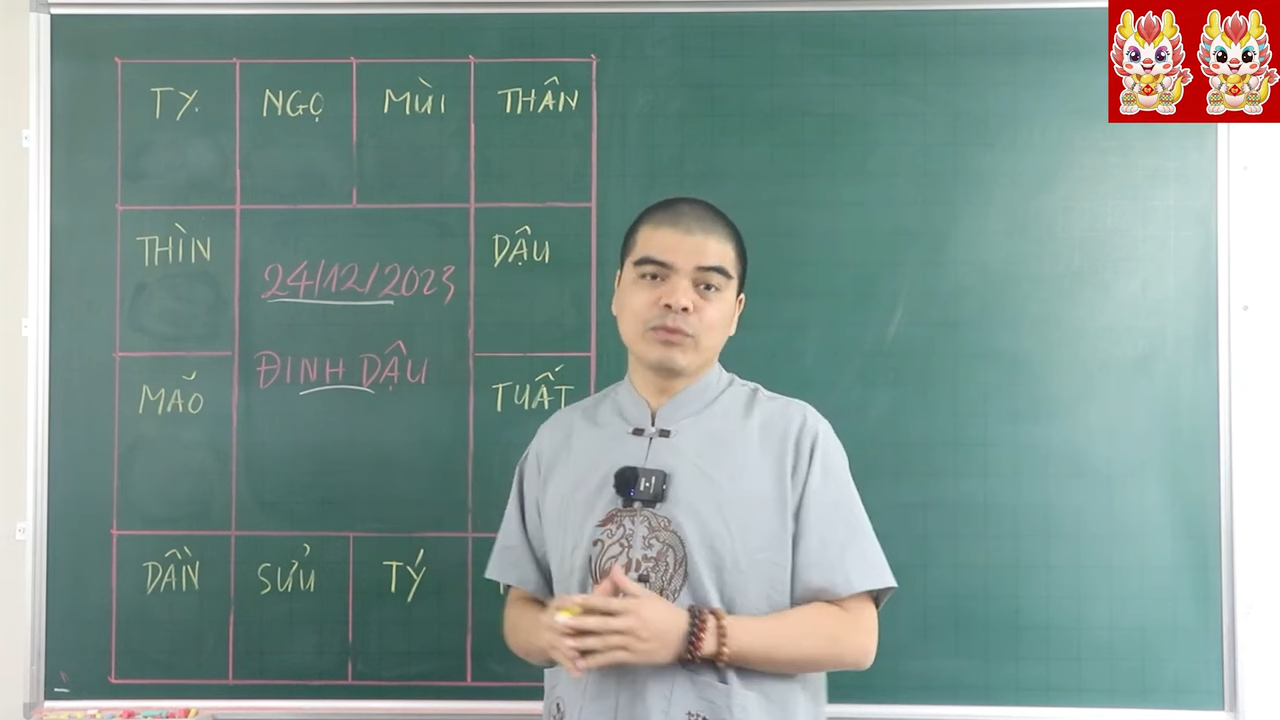 TỴ NGỌ MÙI THÂN
THÌN DẬU
24/12/2023
ĐINH DẬU
MÃO TUẤT
DẦN SỬU TÝ